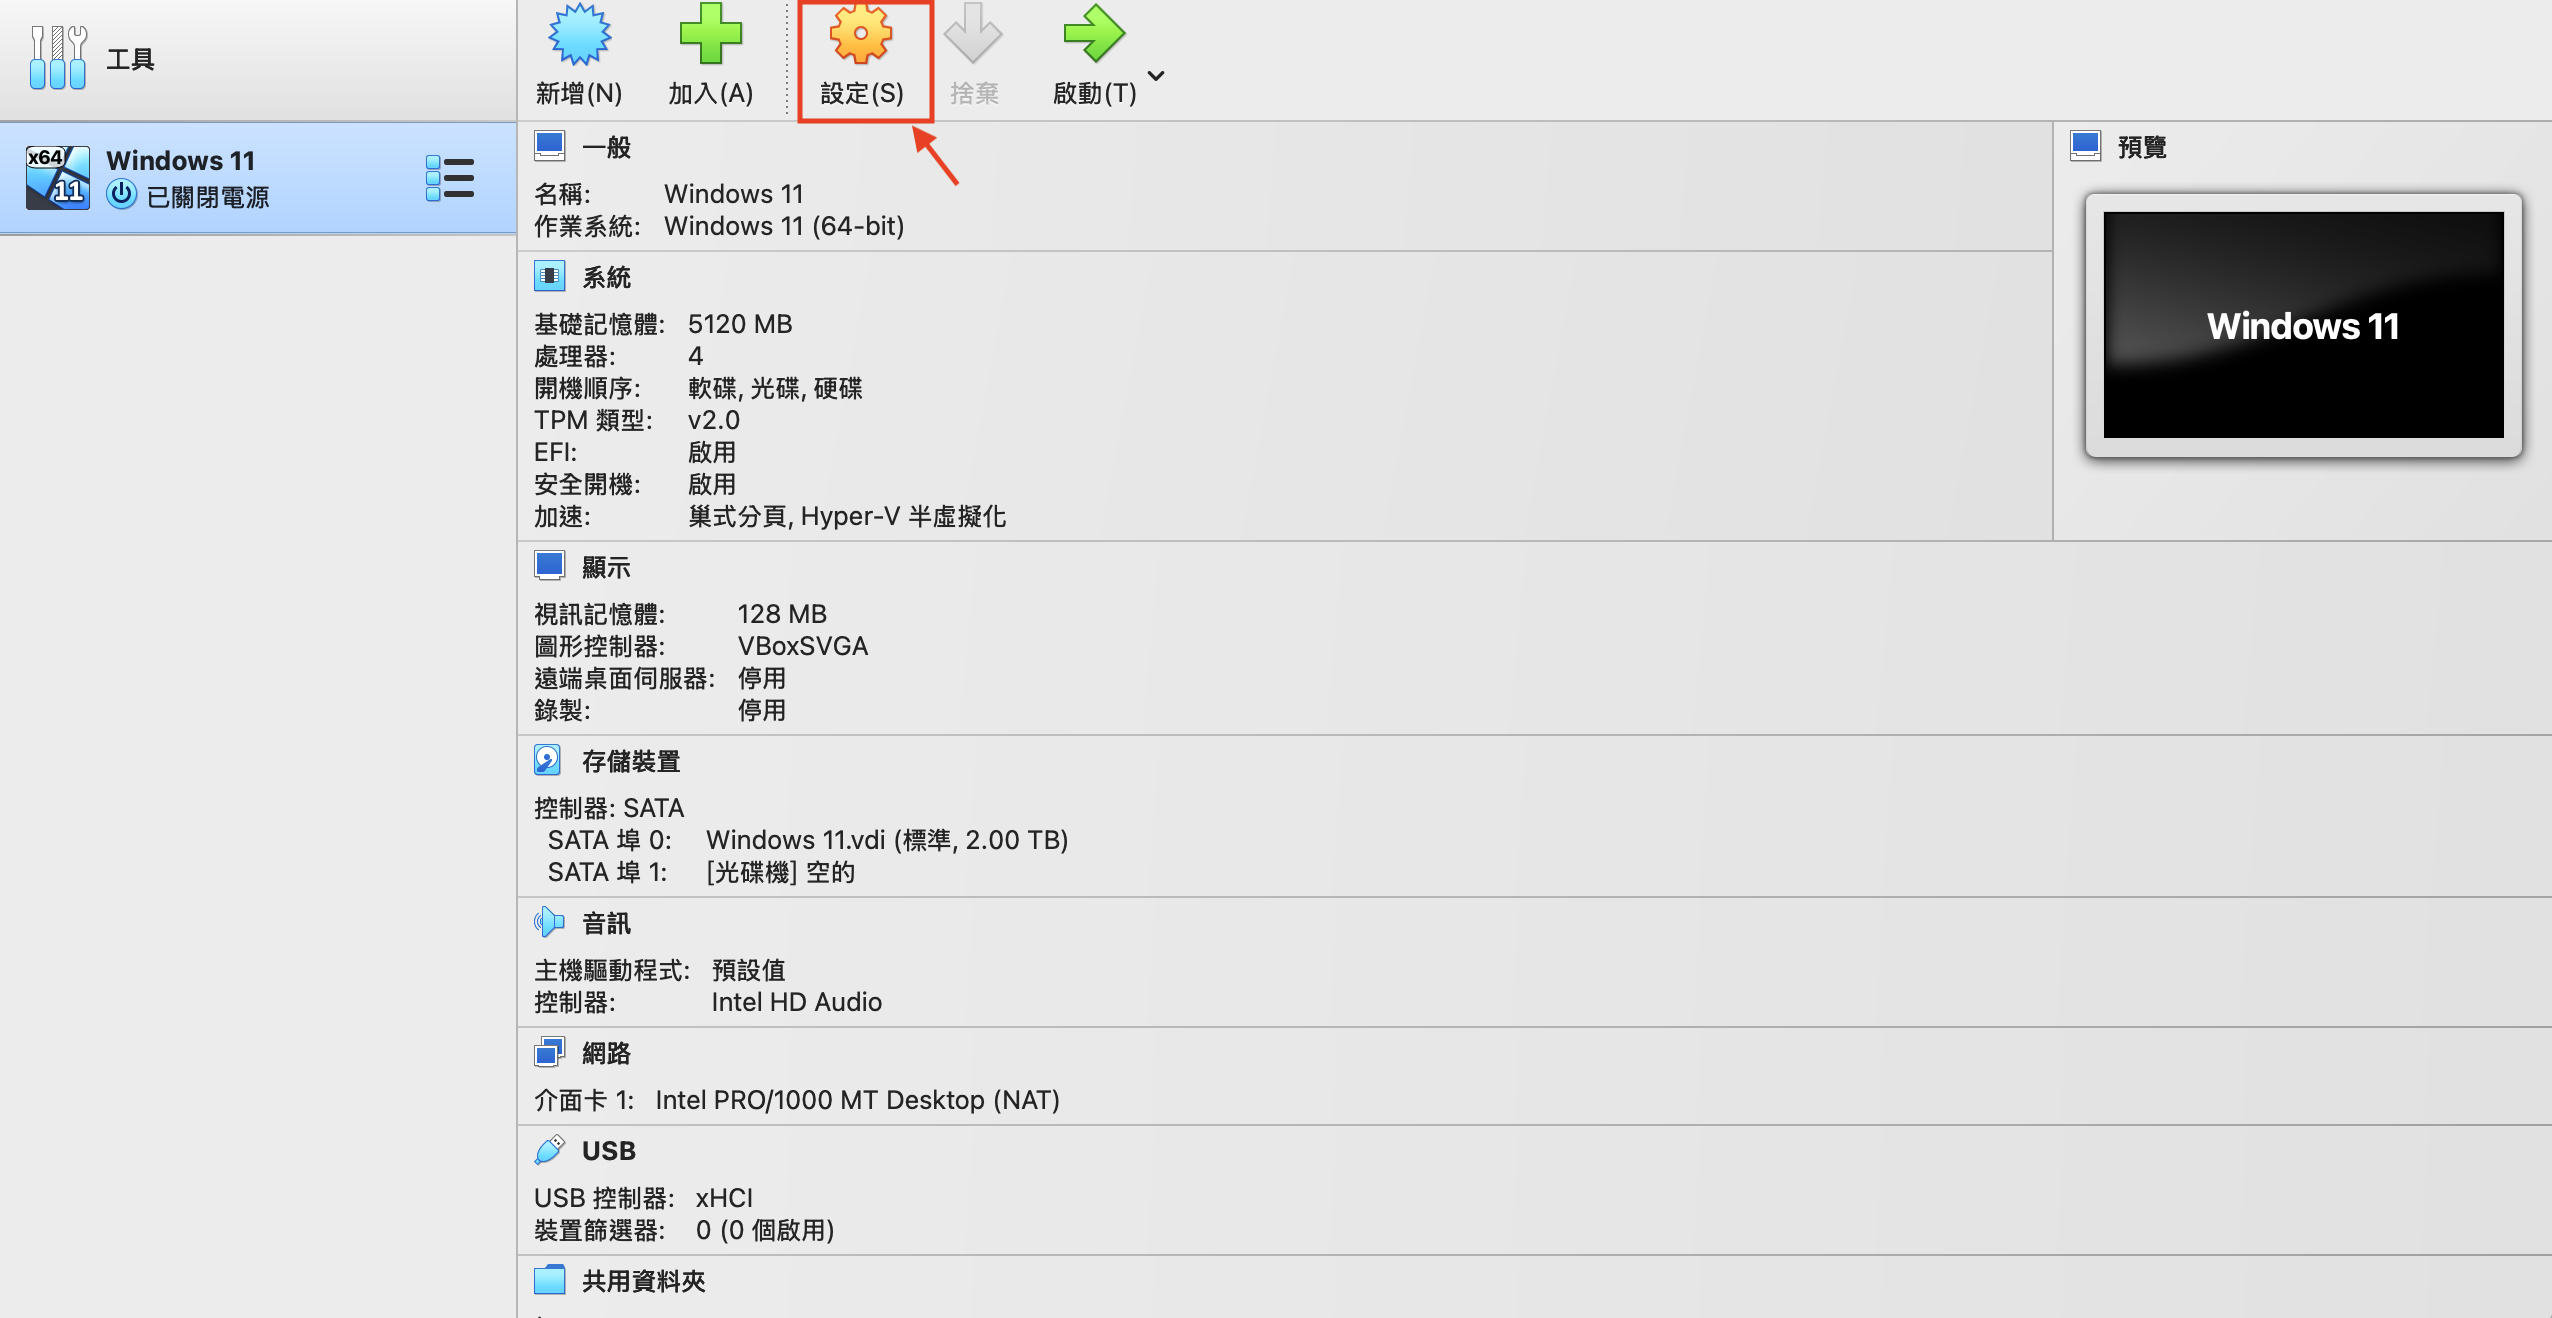 工具
新增(N)
加入(A)
設定(S)
捨棄
啟動(T)
x64
11
Windows 11
已關閉電源
一般
名稱: Windows 11
作業系統: Windows 11 (64-bit)
系統
基礎記憶體: 5120 MB
處理器: 4
開機順序: 軟碟, 光碟, 硬碟
TPM 類型: v2.0
EFI: 啟用
安全開機: 啟用
加速: 巢式分頁, Hyper-V 半虛擬化
預覽
Windows 11
顯示
視訊記憶體: 128 MB
圖形控制器: VBoxSVGA
遠端桌面伺服器: 停用
錄製: 停用
存儲裝置
控制器: SATA
SATA 埠 0: Windows 11.vdi (標準, 2.00 TB)
SATA 埠 1: [光碟機] 空的
音訊
主機驅動程式: 預設值
控制器: Intel HD Audio
網路
介面卡 1: Intel PRO/1000 MT Desktop (NAT)
USB
USB 控制器: xHCI
裝置篩選器: 0 (0 個啟用)
共用資料夾